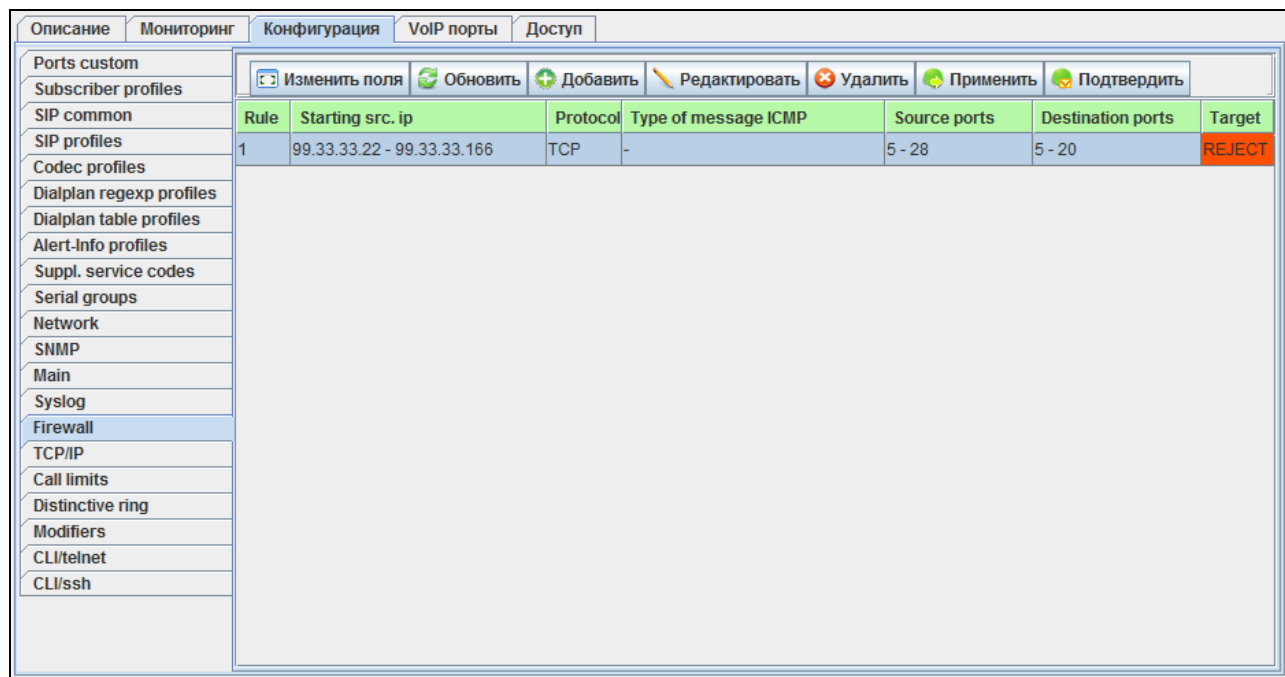 Описание Мониторинг Конфигурация VoIP порты Доступ
Ports custom
Subscriber profiles
SIP common
SIP profiles
Codec profiles
Dialplan regexp profiles
Dialplan table profiles
Alert-Info profiles
Suppl. service codes
Serial groups
Network
SNMP
Main
Syslog
Firewall
TCP/IP
Call limits
Distinctive ring
Modifiers
CLI/telnet
CLI/ssh
Изменить поля Обновить Добавить Редактировать Удалить Применить Подтвердить
Rule Starting src. ip Protocol Type of message ICMP Source ports Destination ports Target
1 99.33.33.22 - 99.33.33.166 TCP - 5 - 28 5 - 20 REJECT